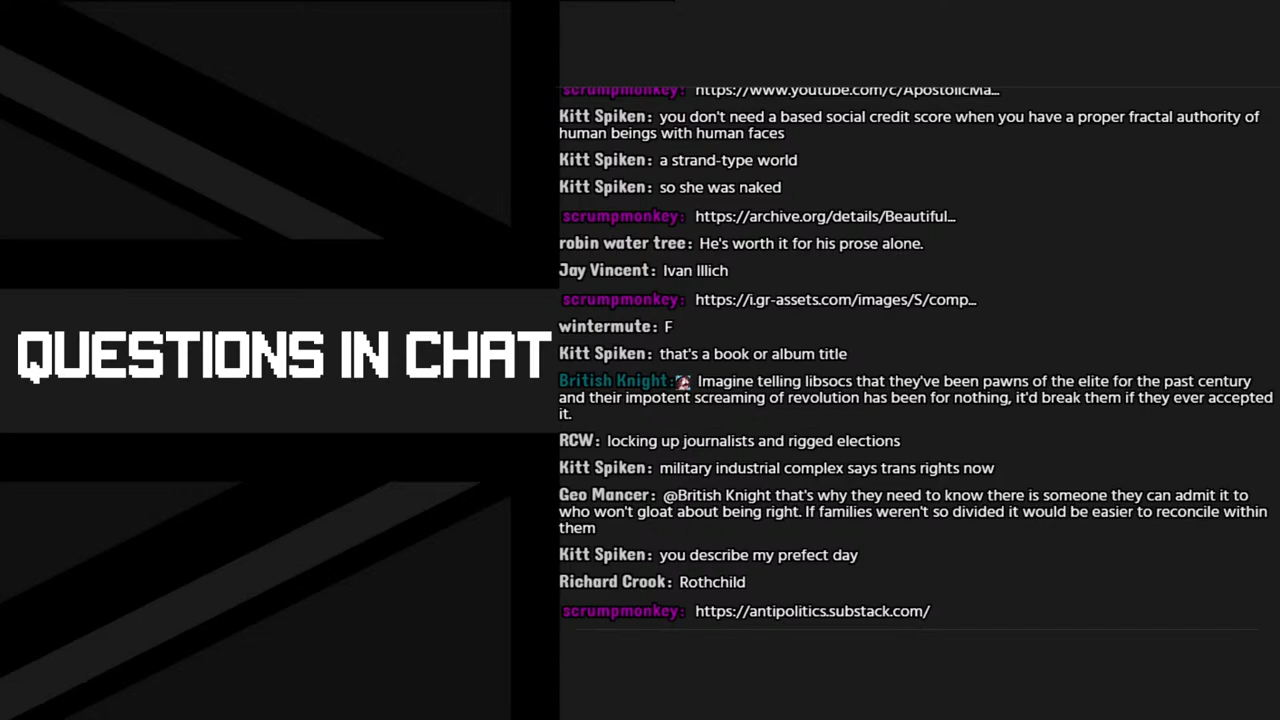 scrumpmonkey: https://www.youtube.com/c/ApostolicMa...
Kitt Spiken: you don't need a based social credit score when you have a proper fractal authority of
human beings with human faces
Kitt Spiken: a strand-type world
Kitt Spiken: so she was naked
scrumpmonkey: https://archive.org/details/Beautiful...
robin water tree: He's worth it for his prose alone.
Jay Vincent: Ivan Illich
scrumpmonkey: https://i.gr-assets.com/images/S/comp...
wintermute: F
QUESTIONS IN CHAT
Kitt Spiken: that's a book or album title
British Knight: Imagine telling libsocs that they've been pawns of the elite for the past century
and their impotent screaming of revolution has been for nothing, it'd break them if they ever accepted
it.
RCW: locking up journalists and rigged elections
Kitt Spiken: military industrial complex says trans rights now
Geo Mancer: @British Knight that's why they need to know there is someone they can admit it to
who won't gloat about being right. If families weren't so divided it would be easier to reconcile within
them
Kitt Spiken: you describe my prefect day
Richard Crook: Rothchild
scrumpmonkey: https://antipolitics.substack.com/